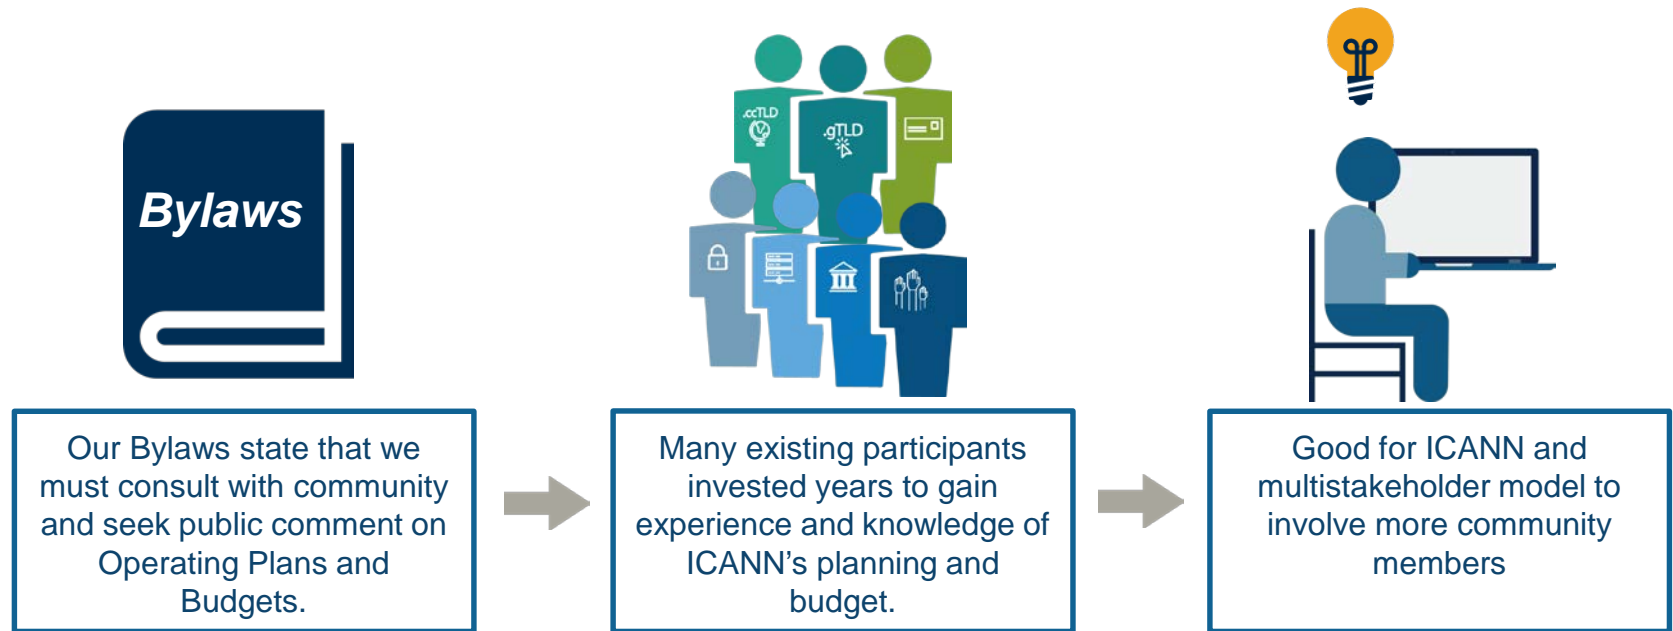 Bylaws
.ccTLD
.gTLD
Our Bylaws state that we
must consult with community
and seek public comment on
Operating Plans and
Budgets.
Many existing participants
invested years to gain
experience and knowledge of
ICANN’s planning and
budget.
Good for ICANN and
multistakeholder model to
involve more community
members